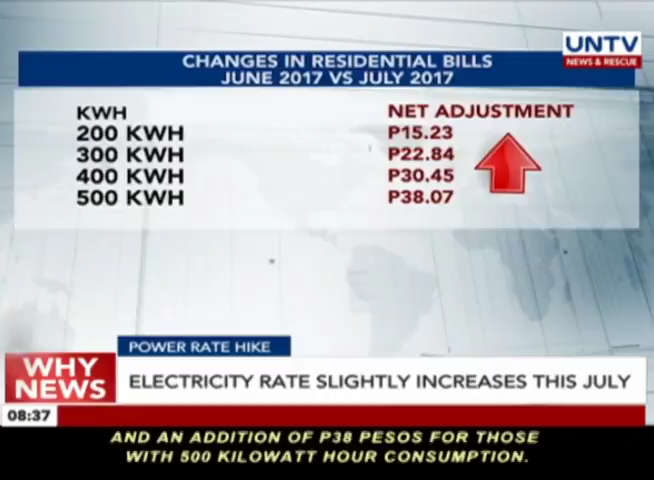 UNTV
NEWS & RESCUE
CHANGES IN RESIDENTIAL BILLS
JUNE 2017 VS JULY 2017
KWH NET ADJUSTMENT
200 KWH P15.23
300 KWH P22.84
400 KWH P30.45
500 KWH P38.07
POWER RATE HIKE
WHY
NEWS
ELECTRICITY RATE SLIGHTLY INCREASES THIS JULY
08:37
AND AN ADDITION OF P38 PESOS FOR THOSE
WITH 500 KILOWATT HOUR CONSUMPTION.